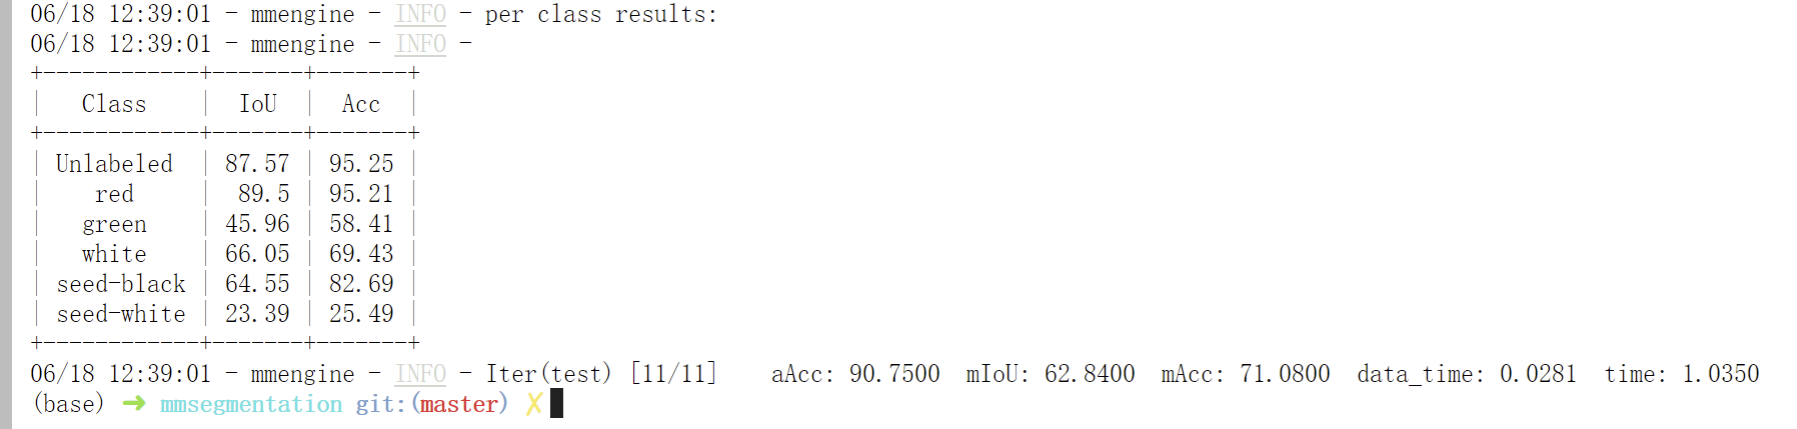 06/18 12:39:01 - mmengine - INFO - per class results:
06/18 12:39:01 - mmengine - INFO -
+------------+-------+-------+
|   Class    |  IoU  |  Acc  |
+------------+-------+-------+
| Unlabeled  | 87.57 | 95.25 |
|    red     |  89.5 | 95.21 |
|   green    | 45.96 | 58.41 |
|   white    | 66.05 | 69.43 |
| seed-black | 64.55 | 82.69 |
| seed-white | 23.39 | 25.49 |
+------------+-------+-------+
06/18 12:39:01 - mmengine - INFO - Iter(test) [11/11]    aAcc: 90.7500  mIoU: 62.8400  mAcc: 71.0800  data_time: 0.0281  time: 1.0350
(base) ➜ mmsegmentation git:(master) ✗